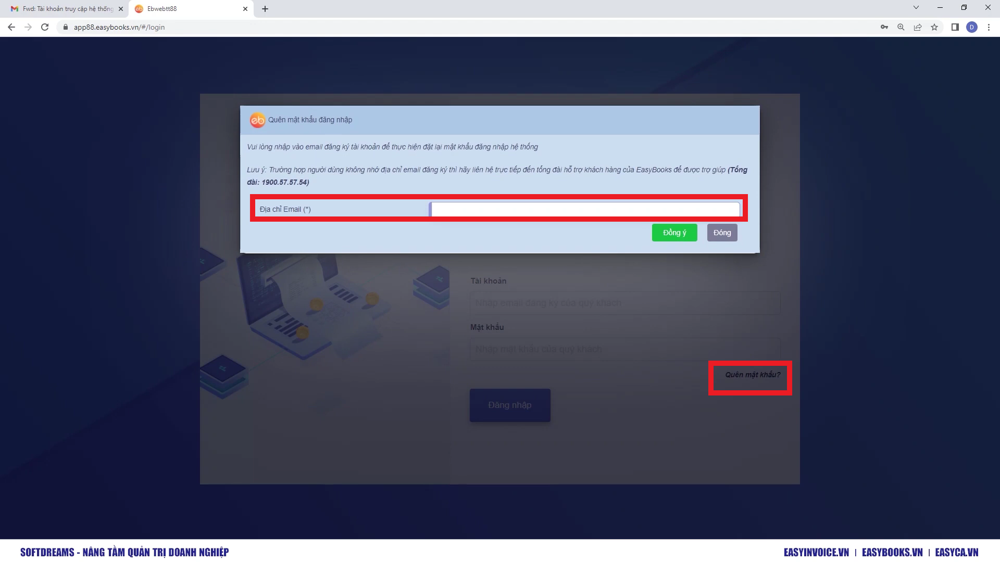 Fwd: Tài khoản truy cập hệ thống
Ebwebtt88
app88.easybooks.vn/#/login
D
eb Quên mật khẩu đăng nhập
Vui lòng nhập vào email đăng ký tài khoản để thực hiện đặt lại mật khẩu đăng nhập hệ thống
Lưu ý: Trường hợp người dùng không nhớ địa chỉ email đăng ký thì hãy liên hệ trực tiếp đến tổng đài hỗ trợ khách hàng của EasyBooks để được trợ giúp (Tổng
đài: 1900.57.57.54)
Địa chỉ Email (*)
Đồng ý Đóng
Tài khoản
Nhập email đăng ký của quý khách
Mật khẩu
Nhập mật khẩu của quý khách
Quên mật khẩu?
Đăng nhập
SOFTDREAMS - NÂNG TẦM QUẢN TRỊ DOANH NGHIỆP
EASYINVOICE.VN | EASYBOOKS.VN | EASYCA.VN